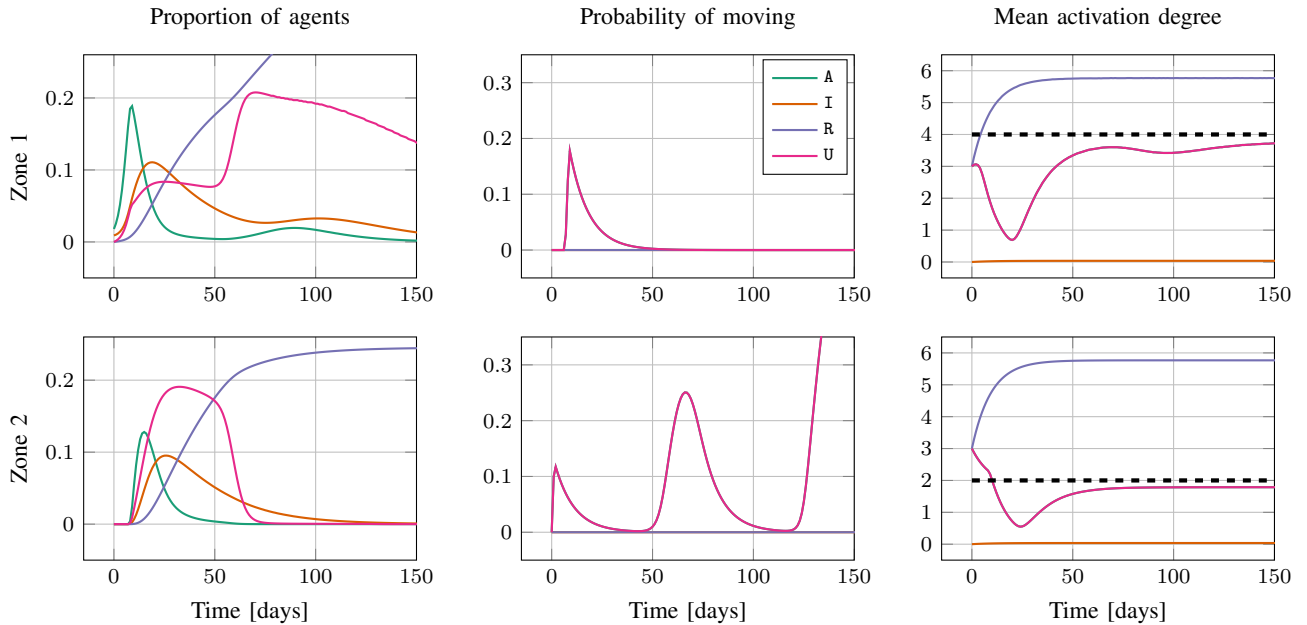 Proportion of agents
Probability of moving
Mean activation degree
Zone 1
0.2
0.1
0
0 50 100 150
0.3
0.2
0.1
0
0 50 100 150
A
I
R
U
6
5
4
3
2
1
0
0 50 100 150
Zone 2
0.2
0.1
0
0 50 100 150
Time [days]
0.3
0.2
0.1
0
0 50 100 150
Time [days]
6
5
4
3
2
1
0
0 50 100 150
Time [days]